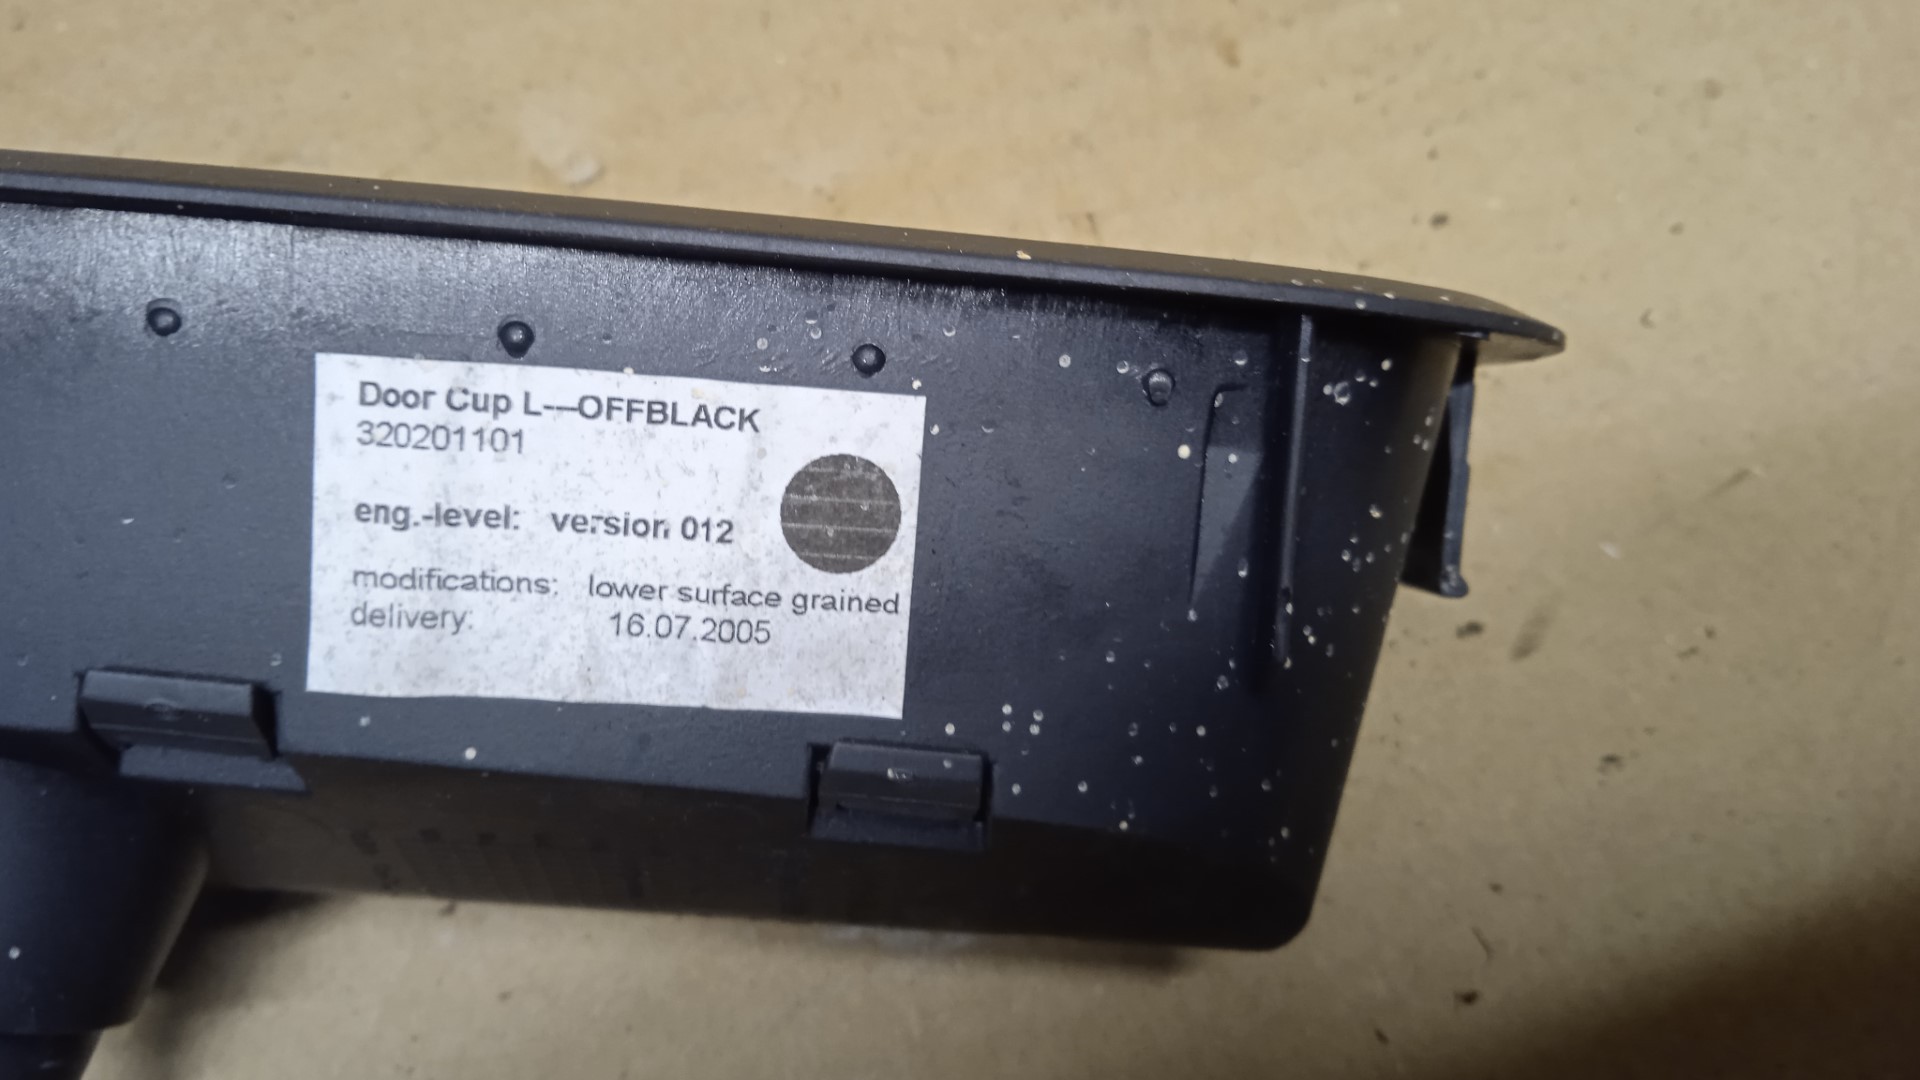 Door Cup L---OFFBLACK
320201101
eng.-level: version 012
modifications: lower surface grained
delivery: 16.07.2005